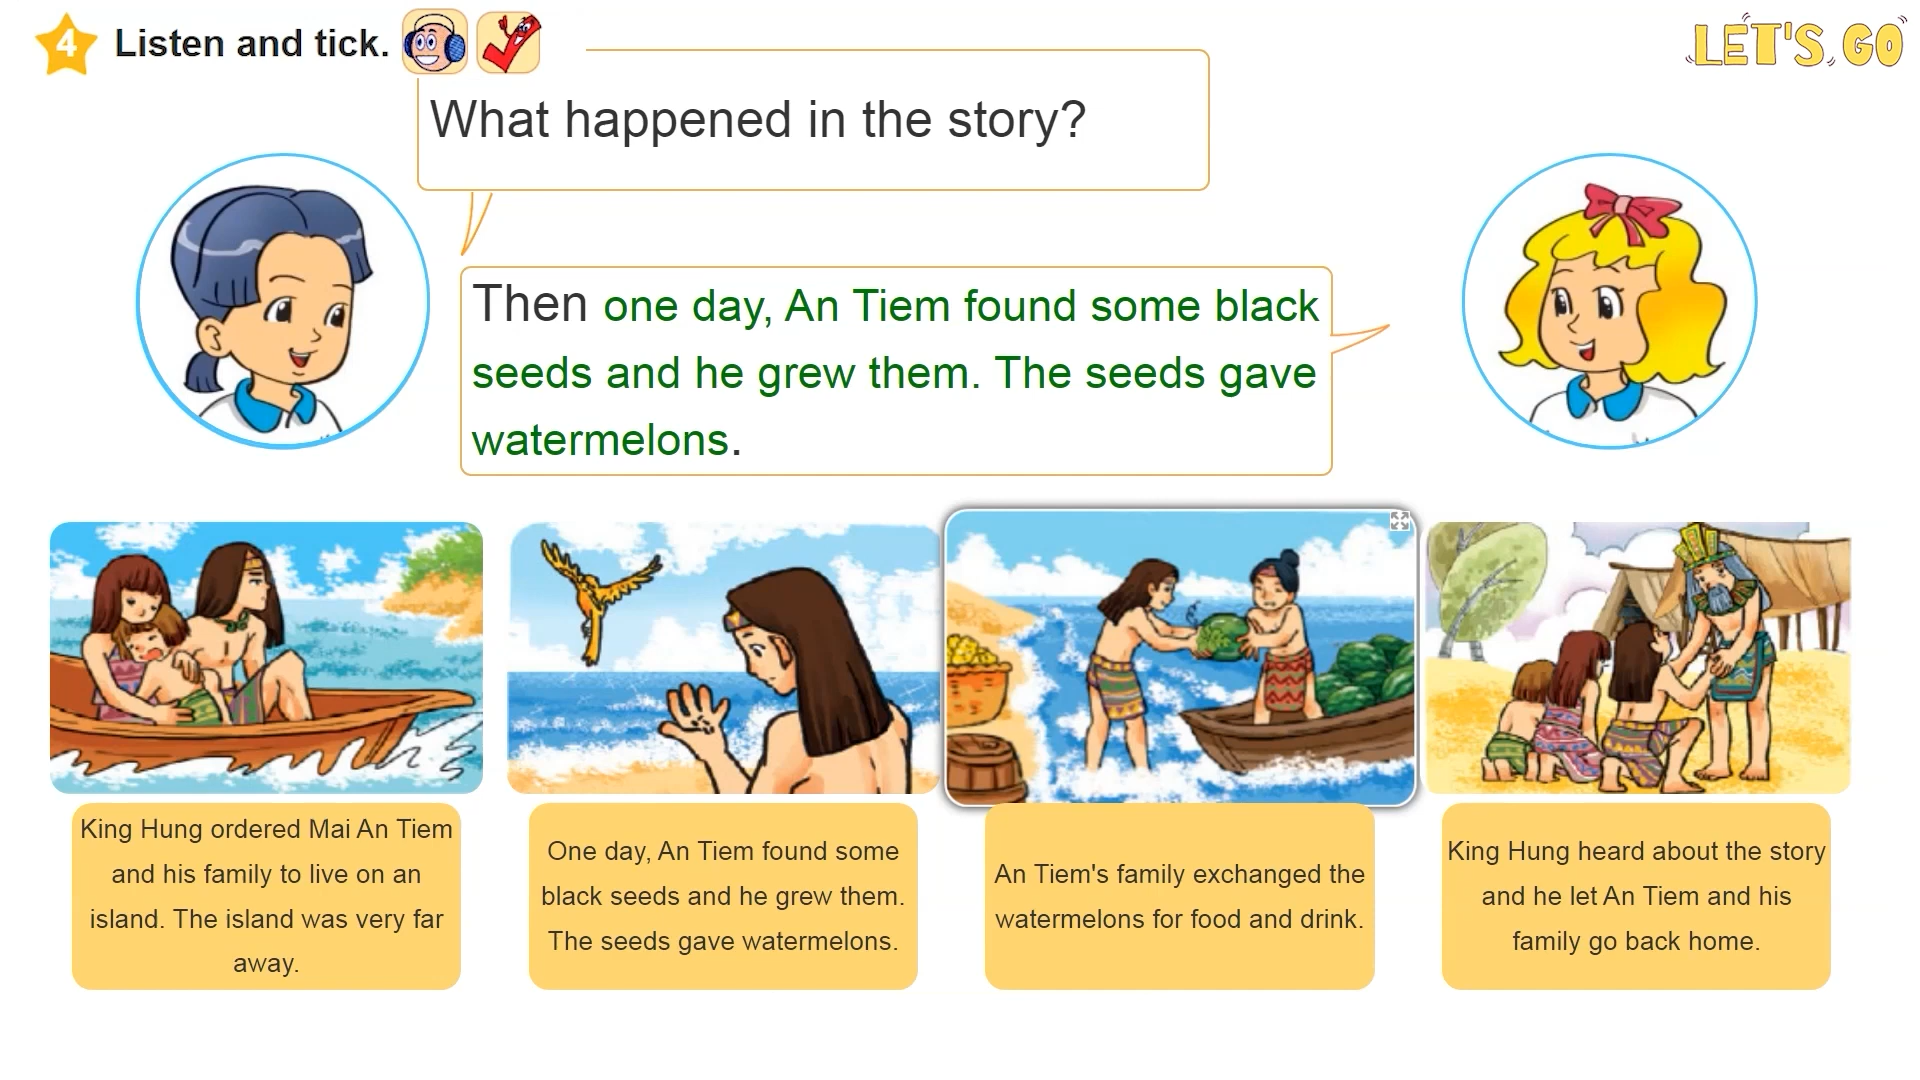 4 Listen and tick.
LET'S GO
What happened in the story?
Then one day, An Tiem found some black
seeds and he grew them. The seeds gave
watermelons.
King Hung ordered Mai An Tiem
and his family to live on an
island. The island was very far
away.
One day, An Tiem found some
black seeds and he grew them.
The seeds gave watermelons.
An Tiem's family exchanged the
watermelons for food and drink.
King Hung heard about the story
and he let An Tiem and his
family go back home.